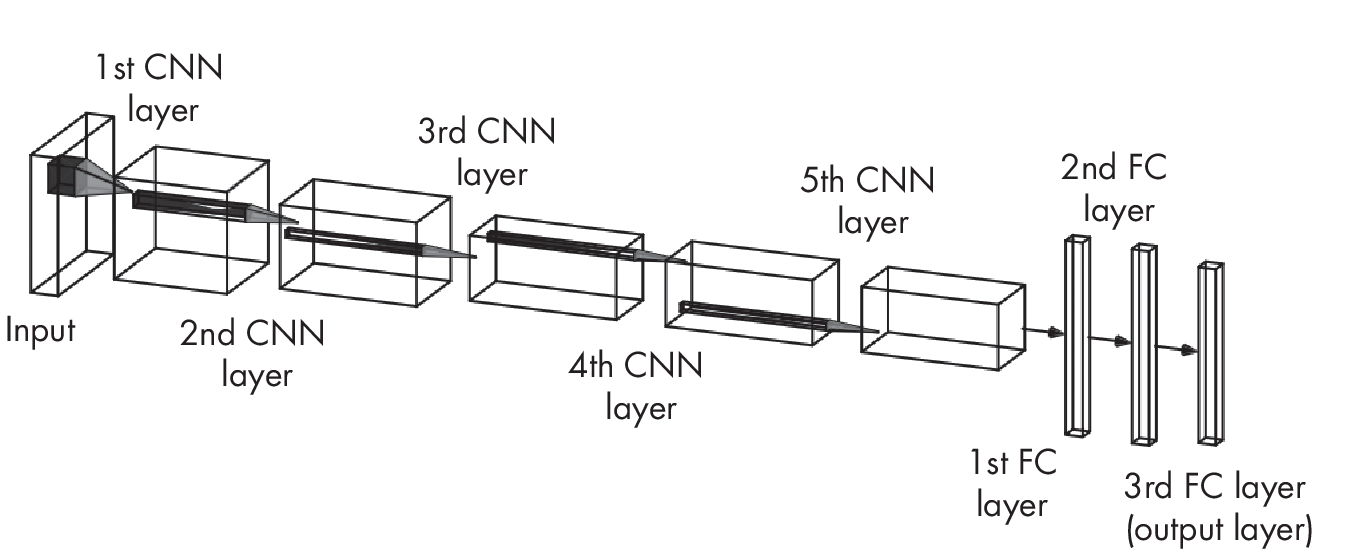 1st CNN
layer
3rd CNN
layer
5th CNN
layer
2nd FC
layer
Input
2nd CNN
layer
4th CNN
layer
1st FC
layer
3rd FC layer
(output layer)